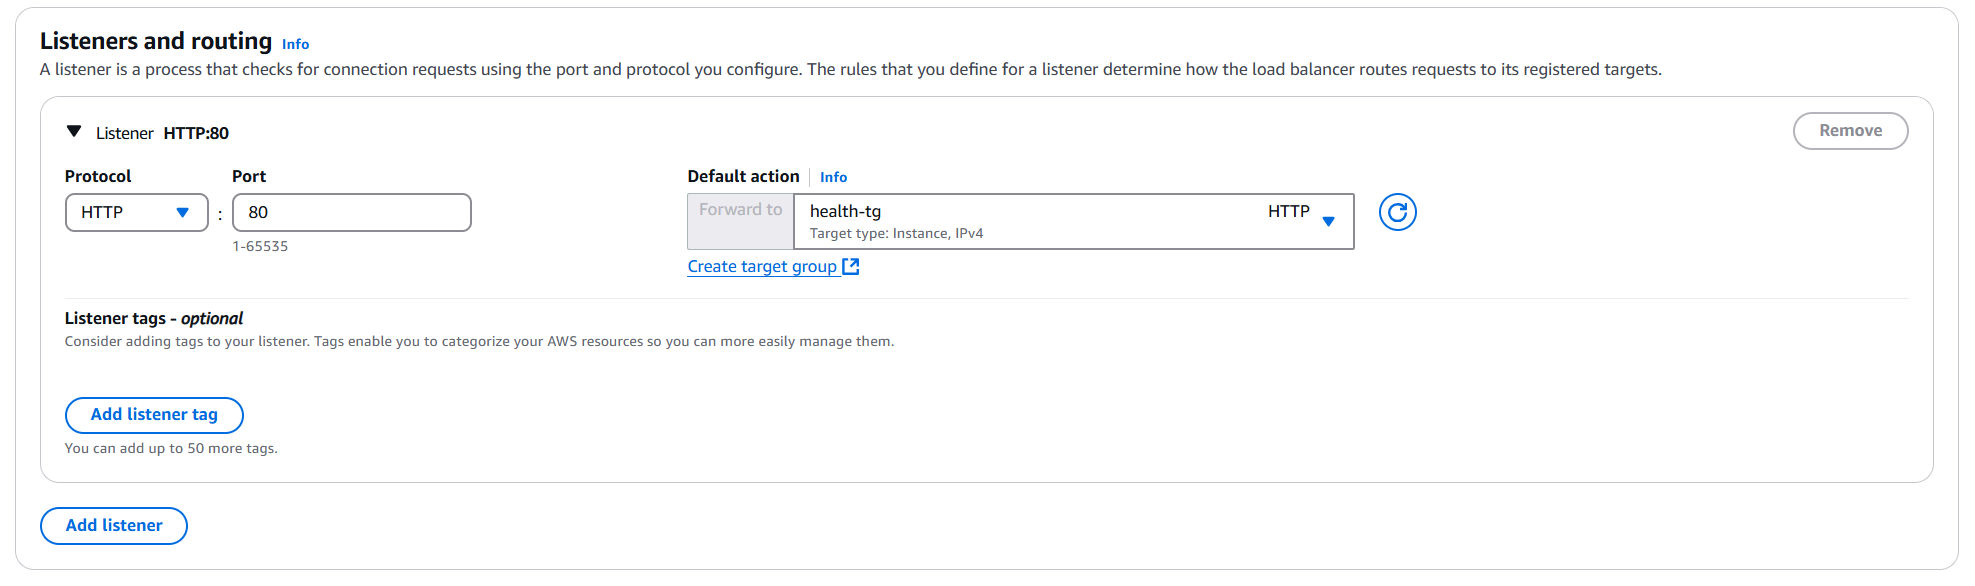 Listeners and routing Info
A listener is a process that checks for connection requests using the port and protocol you configure. The rules that you define for a listener determine how the load balancer routes requests to its registered targets.
Listener HTTP:80
Remove
Protocol Port Default action Info
HTTP : 80 Forward to health-tg HTTP
Target type: Instance, IPv4
1-65535
Create target group
Listener tags - optional
Consider adding tags to your listener. Tags enable you to categorize your AWS resources so you can more easily manage them.
Add listener tag
You can add up to 50 more tags.
Add listener